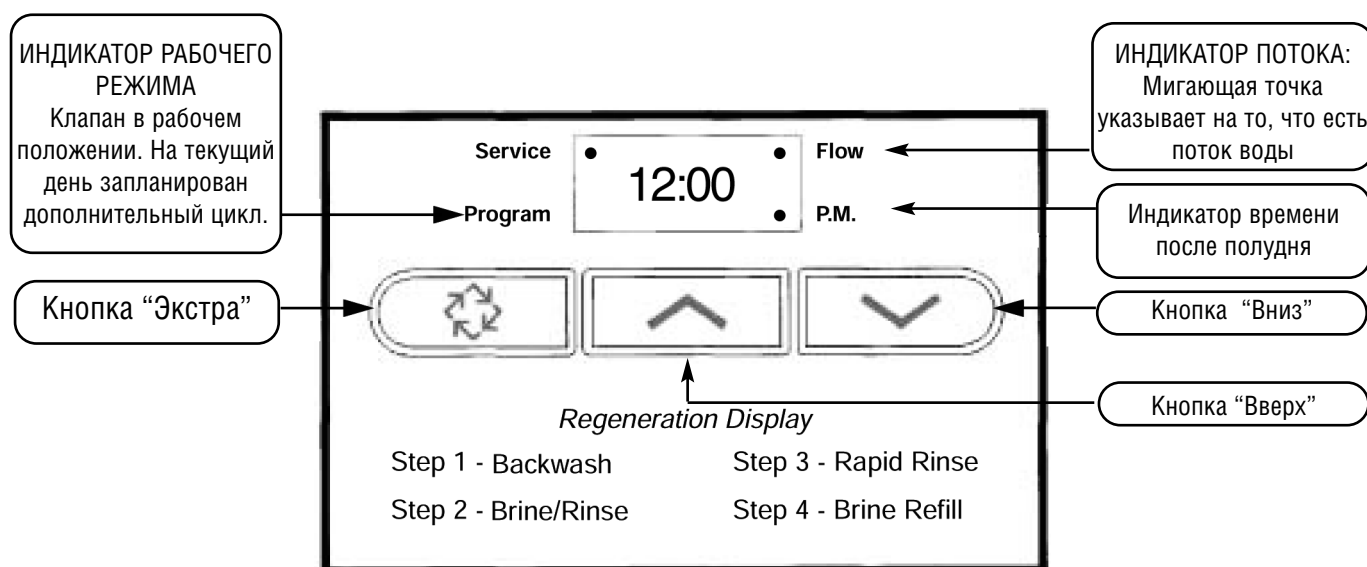 ИНДИКАТОР РАБОЧЕГО
РЕЖИМА
Клапан в рабочем
положении. На текущий
день запланирован
дополнительный цикл.
Кнопка “Экстра”
Service
12:00
Flow
Program
P.M.
Regeneration Display
Step 1 - Backwash
Step 3 - Rapid Rinse
Step 2 - Brine/Rinse
Step 4 - Brine Refill
ИНДИКАТОР ПОТОКА:
Мигающая точка
указывает на то, что есть
поток воды
Индикатор времени
после полудня
Кнопка “Вниз”
Кнопка “Вверх”